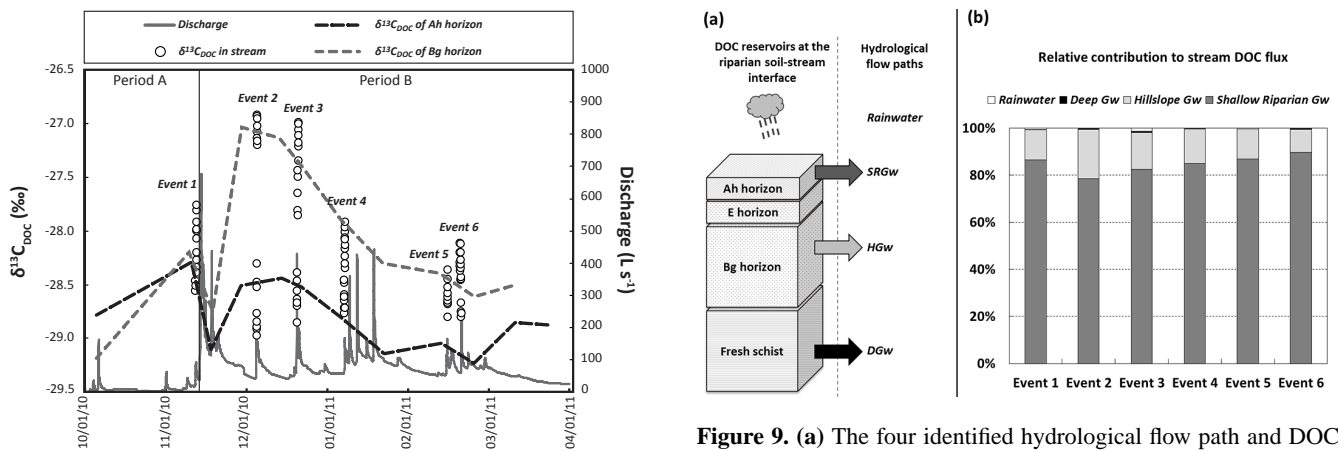 Discharge
δ¹³C_DOC of Ah horizon
δ¹³C_DOC in stream
δ¹³C_DOC of Bg horizon
-26.5
-27.0
-27.5
-28.0
-28.5
-29.0
-29.5
δ¹³C_DOC (‰)
Period A
Period B
Event 1
Event 2
Event 3
Event 4
Event 5
Event 6
1000
900
800
700
600
500
400
300
200
100
0
Discharge (L s⁻¹)
10/01/10
11/01/10
12/01/10
01/01/11
02/01/11
03/01/11
04/01/11
(a)
DOC reservoirs at the
riparian soil-stream
interface
Hydrological
flow paths
Rainwater
Ah horizon
SRGw
E horizon
Bg horizon
HGw
Fresh schist
DGw
(b)
Relative contribution to stream DOC flux
Rainwater
Deep Gw
Hillslope Gw
Shallow Riparian Gw
100%
80%
60%
40%
20%
0%
Event 1
Event 2
Event 3
Event 4
Event 5
Event 6
Figure 9. (a) The four identified hydrological flow path and DOC